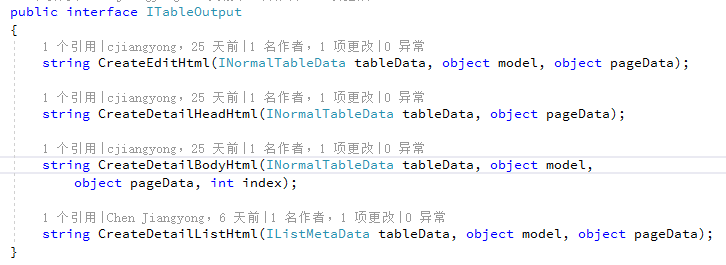 public interface ITableOutput
{
1 个引用|cjiangyong，25 天前|1 名作者，1 项更改|0 异常
string CreateEditHtml(INormalTableData tableData, object model, object pageData);
1 个引用|cjiangyong，25 天前|1 名作者，1 项更改|0 异常
string CreateDetailHeadHtml(INormalTableData tableData, object pageData);
1 个引用|cjiangyong，25 天前|1 名作者，1 项更改|0 异常
string CreateDetailBodyHtml(INormalTableData tableData, object model,
object pageData, int index);
1 个引用|Chen Jiangyong，6 天前|1 名作者，1 项更改|0 异常
string CreateDetailListHtml(IListMetaData tableData, object model, object pageData);
}